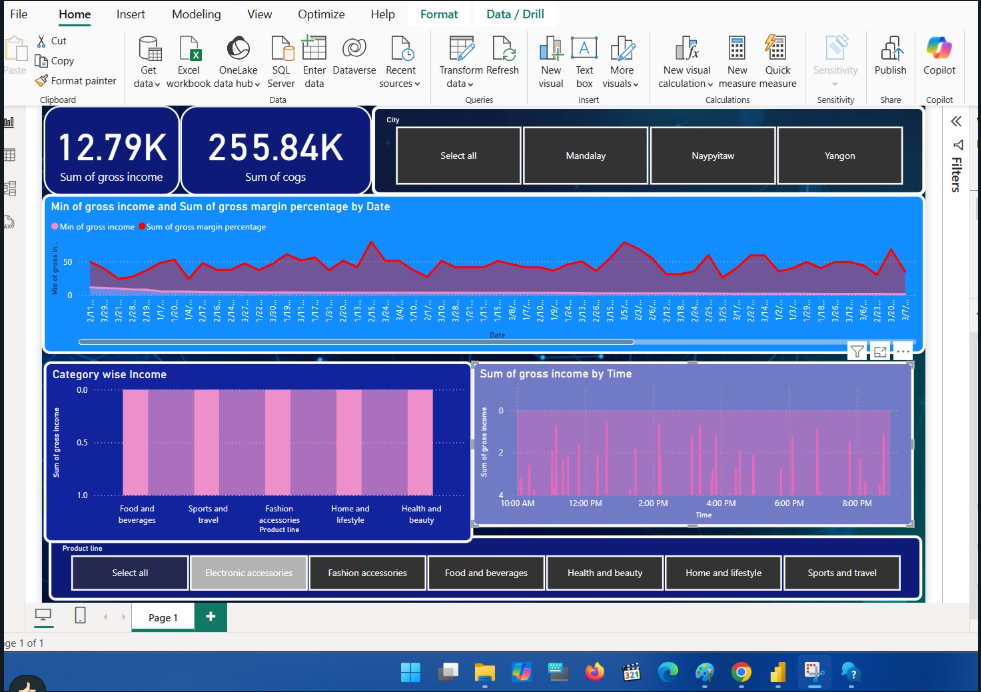 File Home Insert Modeling View Optimize Help Format Data / Drill
Paste
Cut
Copy
Format painter
Clipboard
Get data
Excel workbook
OneLake data hub
SQL Server
Enter data
Dataverse
Recent sources
Data
Transform data
Refresh
Queries
New visual
Text box
More visuals
Insert
New visual calculation
New measure
Quick measure
Calculations
Sensitivity
Sensitivity
Publish
Share
Copilot
Copilot
12.79K
Sum of gross income
255.84K
Sum of cogs
City
Select all
Mandalay
Naypyitaw
Yangon
Filters
Min of gross income and Sum of gross margin percentage by Date
Min of gross income Sum of gross margin percentage
Min of gross in...
50
0
Date
Category wise Income
Sum of gross income
0.0
0.5
1.0
Food and beverages
Sports and travel
Fashion accessories
Home and lifestyle
Health and beauty
Product line
Sum of gross income by Time
Sum of gross income
0
2
4
10:00 AM 12:00 PM 2:00 PM 4:00 PM 6:00 PM 8:00 PM
Time
Product line
Select all
Electronic accessories
Fashion accessories
Food and beverages
Health and beauty
Home and lifestyle
Sports and travel
Page 1
ge 1 of 1
321